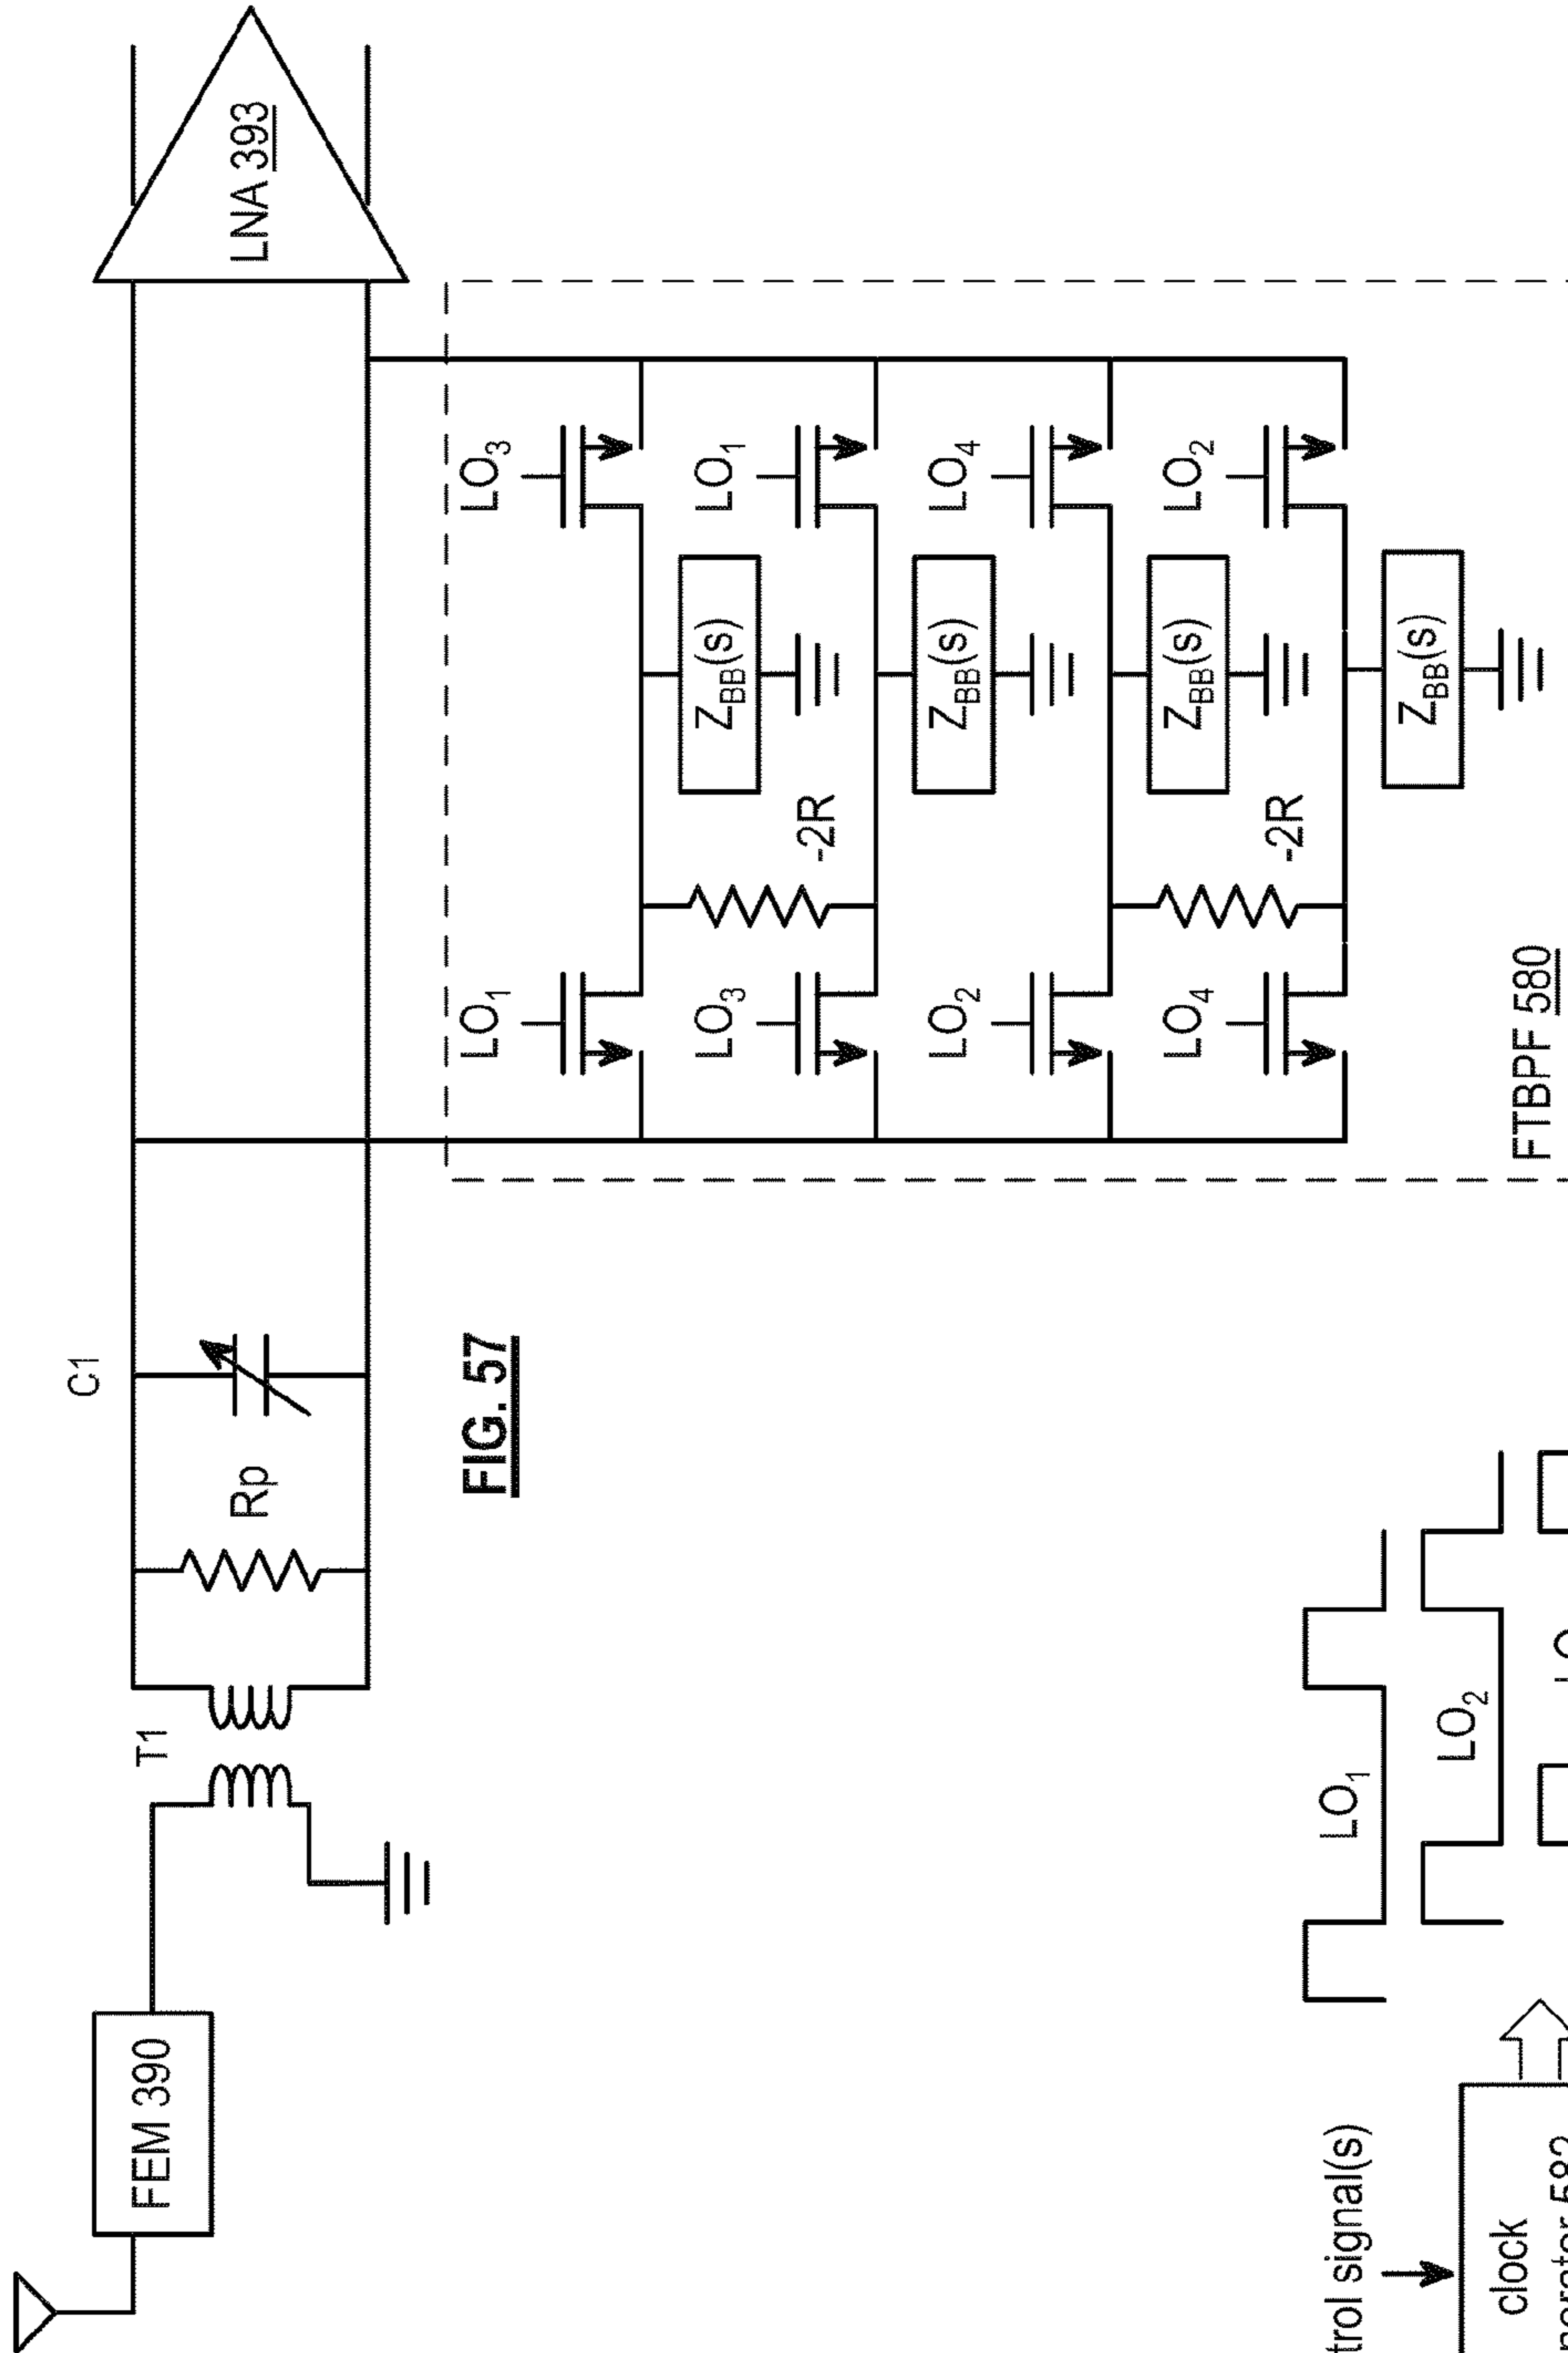 FEM 390
T1
Rp
C1
LNA 393
FIG. 57
LO1
LO3
LO3
LO1
LO2
LO4
LO4
LO2
-2R
-2R
ZBB(s)
ZBB(s)
ZBB(s)
ZBB(s)
FTBPF 580
LO1
LO2
trol signal(s)
clock